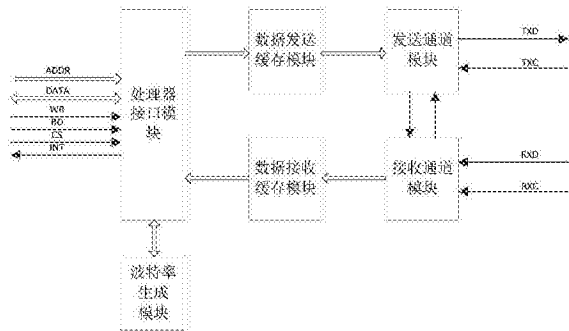 ADDR
DATA
WR
RD
CS
INT
处理器
接口模
块
数据发送
缓存模块
发送通道
模块
TXD
TXC
数据接收
缓存模块
接收通道
模块
RXD
RXC
波特率
生成
模块